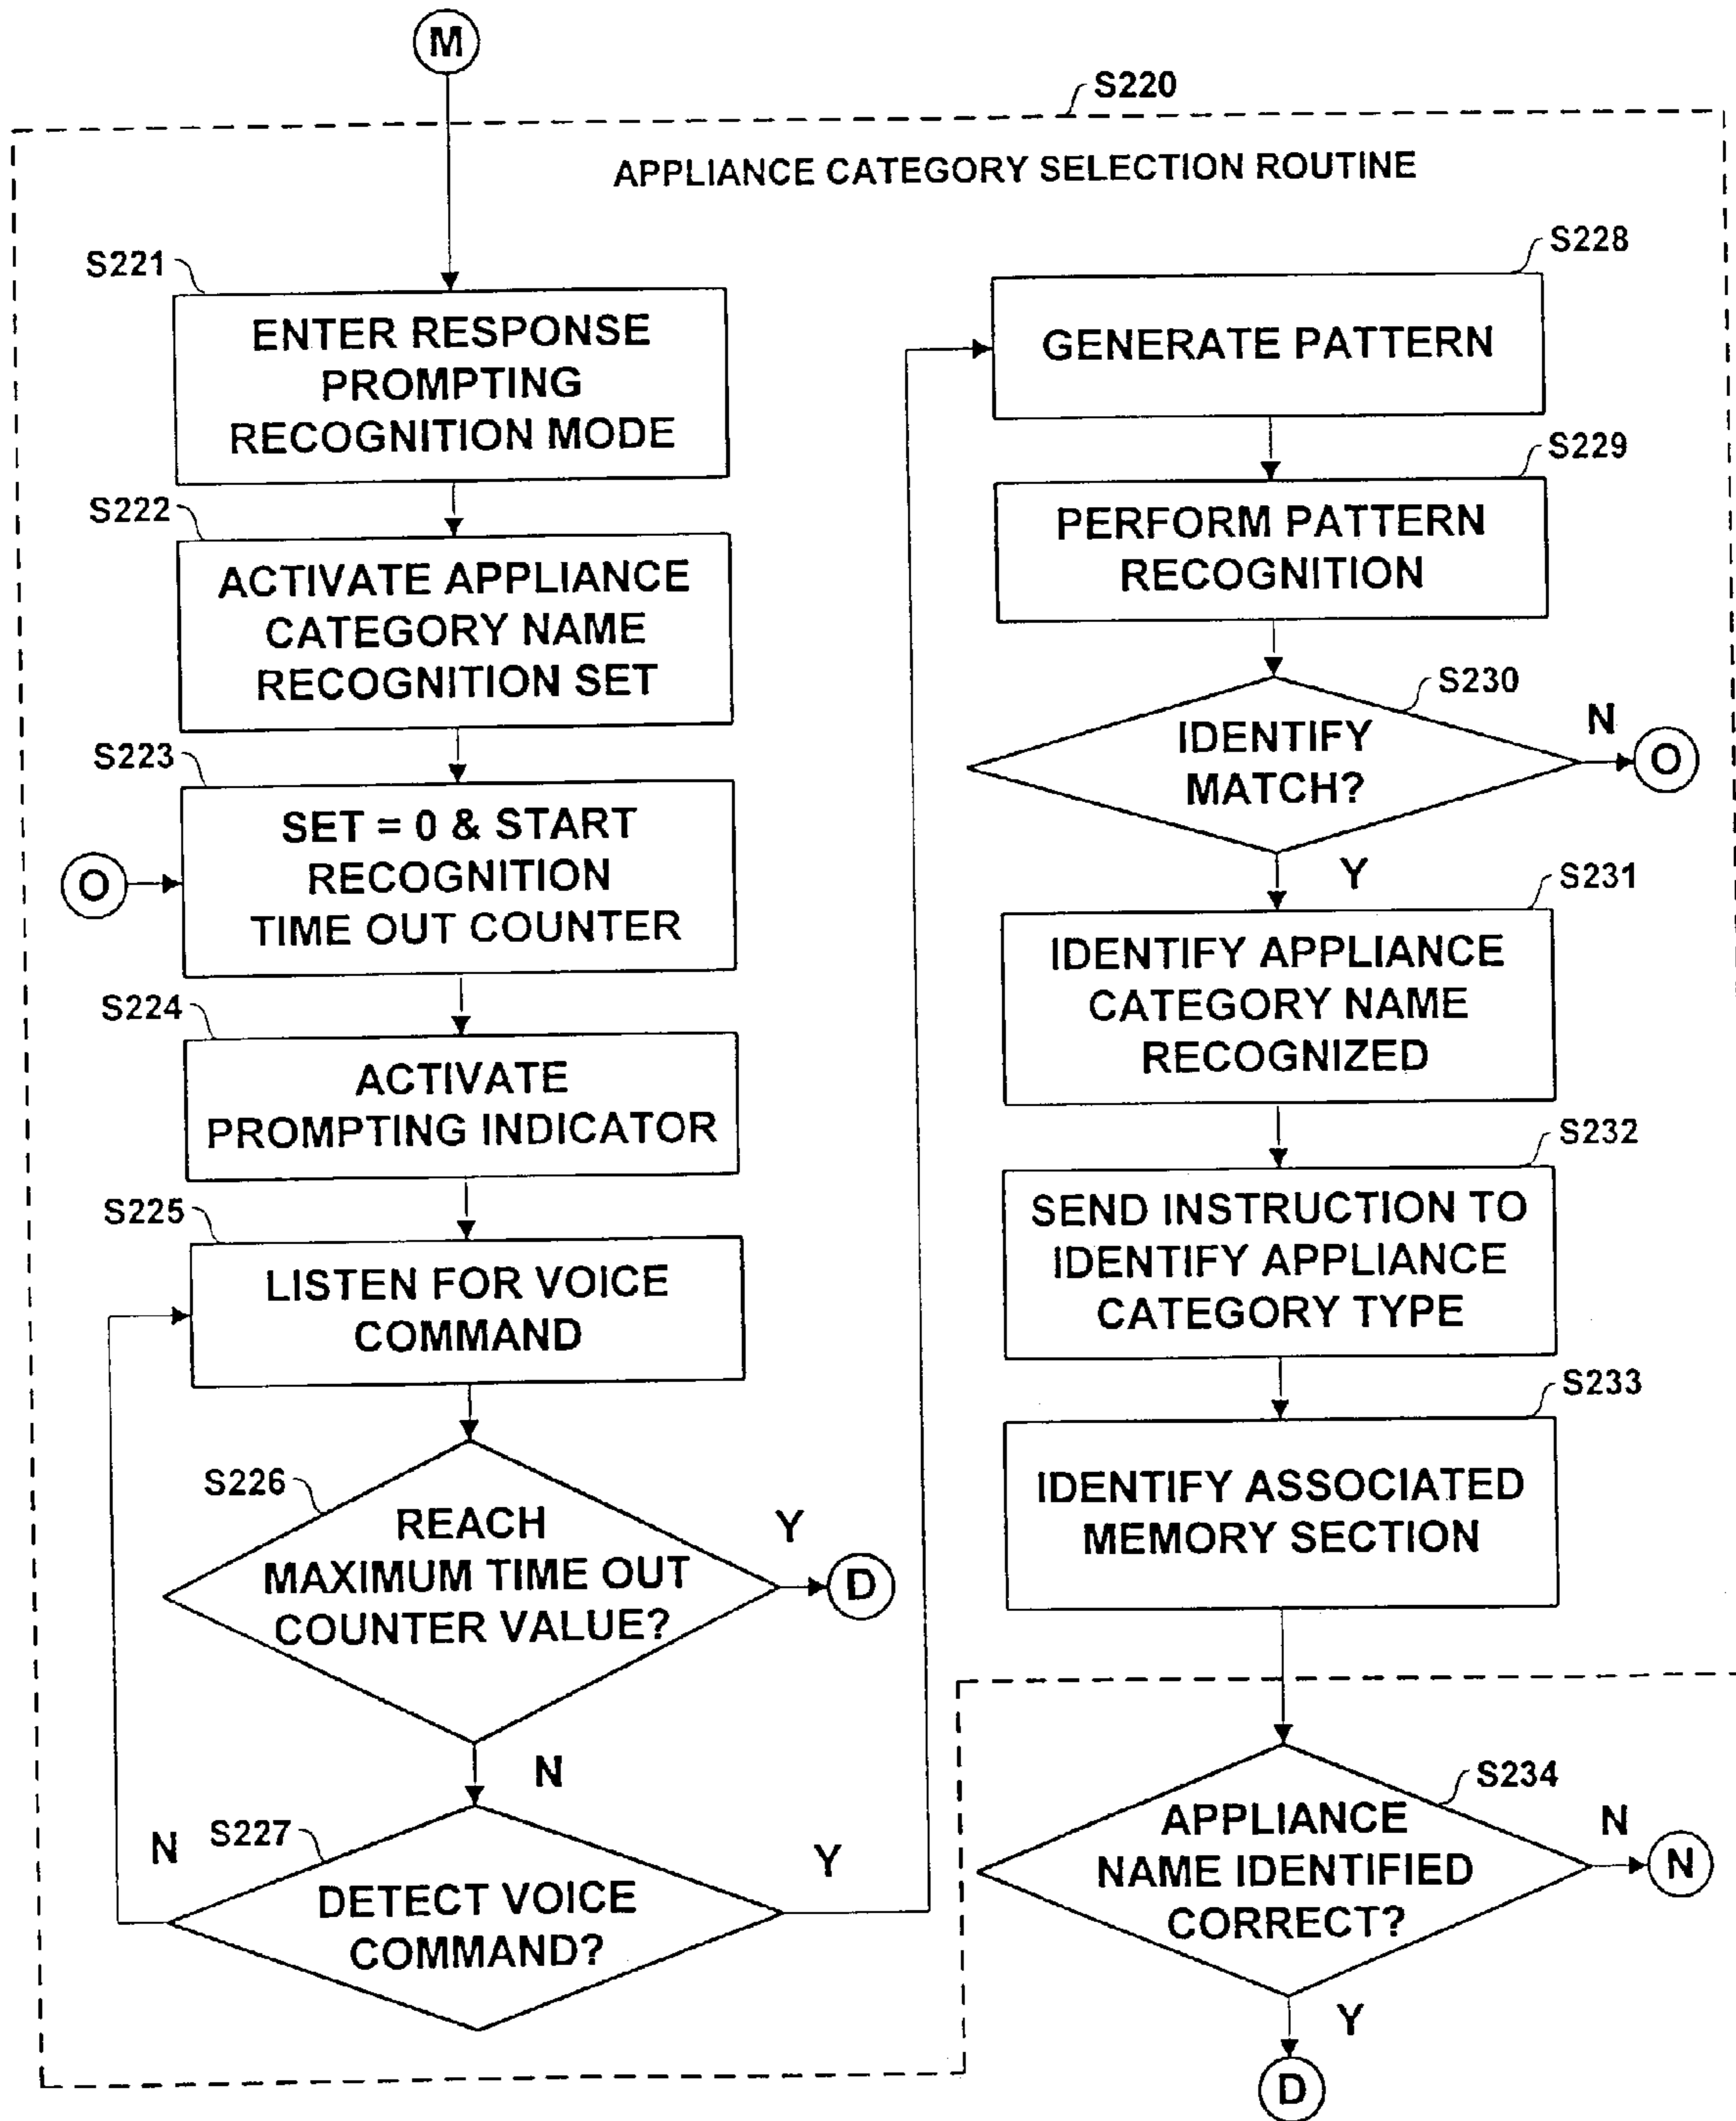 M
S220
APPLIANCE CATEGORY SELECTION ROUTINE
S221
ENTER RESPONSE
PROMPTING
RECOGNITION MODE
S222
ACTIVATE APPLIANCE
CATEGORY NAME
RECOGNITION SET
S223
O
SET = 0 & START
RECOGNITION
TIME OUT COUNTER
S224
ACTIVATE
PROMPTING INDICATOR
S225
LISTEN FOR VOICE
COMMAND
S226
REACH
MAXIMUM TIME OUT
COUNTER VALUE?
Y
D
N
S227
DETECT VOICE
COMMAND?
N
Y
S228
GENERATE PATTERN
S229
PERFORM PATTERN
RECOGNITION
S230
IDENTIFY
MATCH?
N
O
Y
S231
IDENTIFY APPLIANCE
CATEGORY NAME
RECOGNIZED
S232
SEND INSTRUCTION TO
IDENTIFY APPLIANCE
CATEGORY TYPE
S233
IDENTIFY ASSOCIATED
MEMORY SECTION
S234
APPLIANCE
NAME IDENTIFIED
CORRECT?
N
N
Y
D